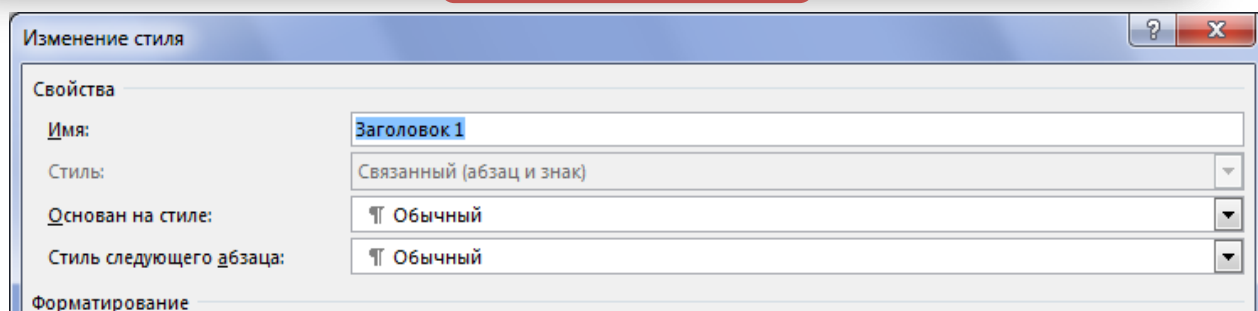 Изменение стиля
Свойства
Имя: Заголовок 1
Стиль: Связанный (абзац и знак)
Основан на стиле: ¶ Обычный
Стиль следующего абзаца: ¶ Обычный
Форматирование